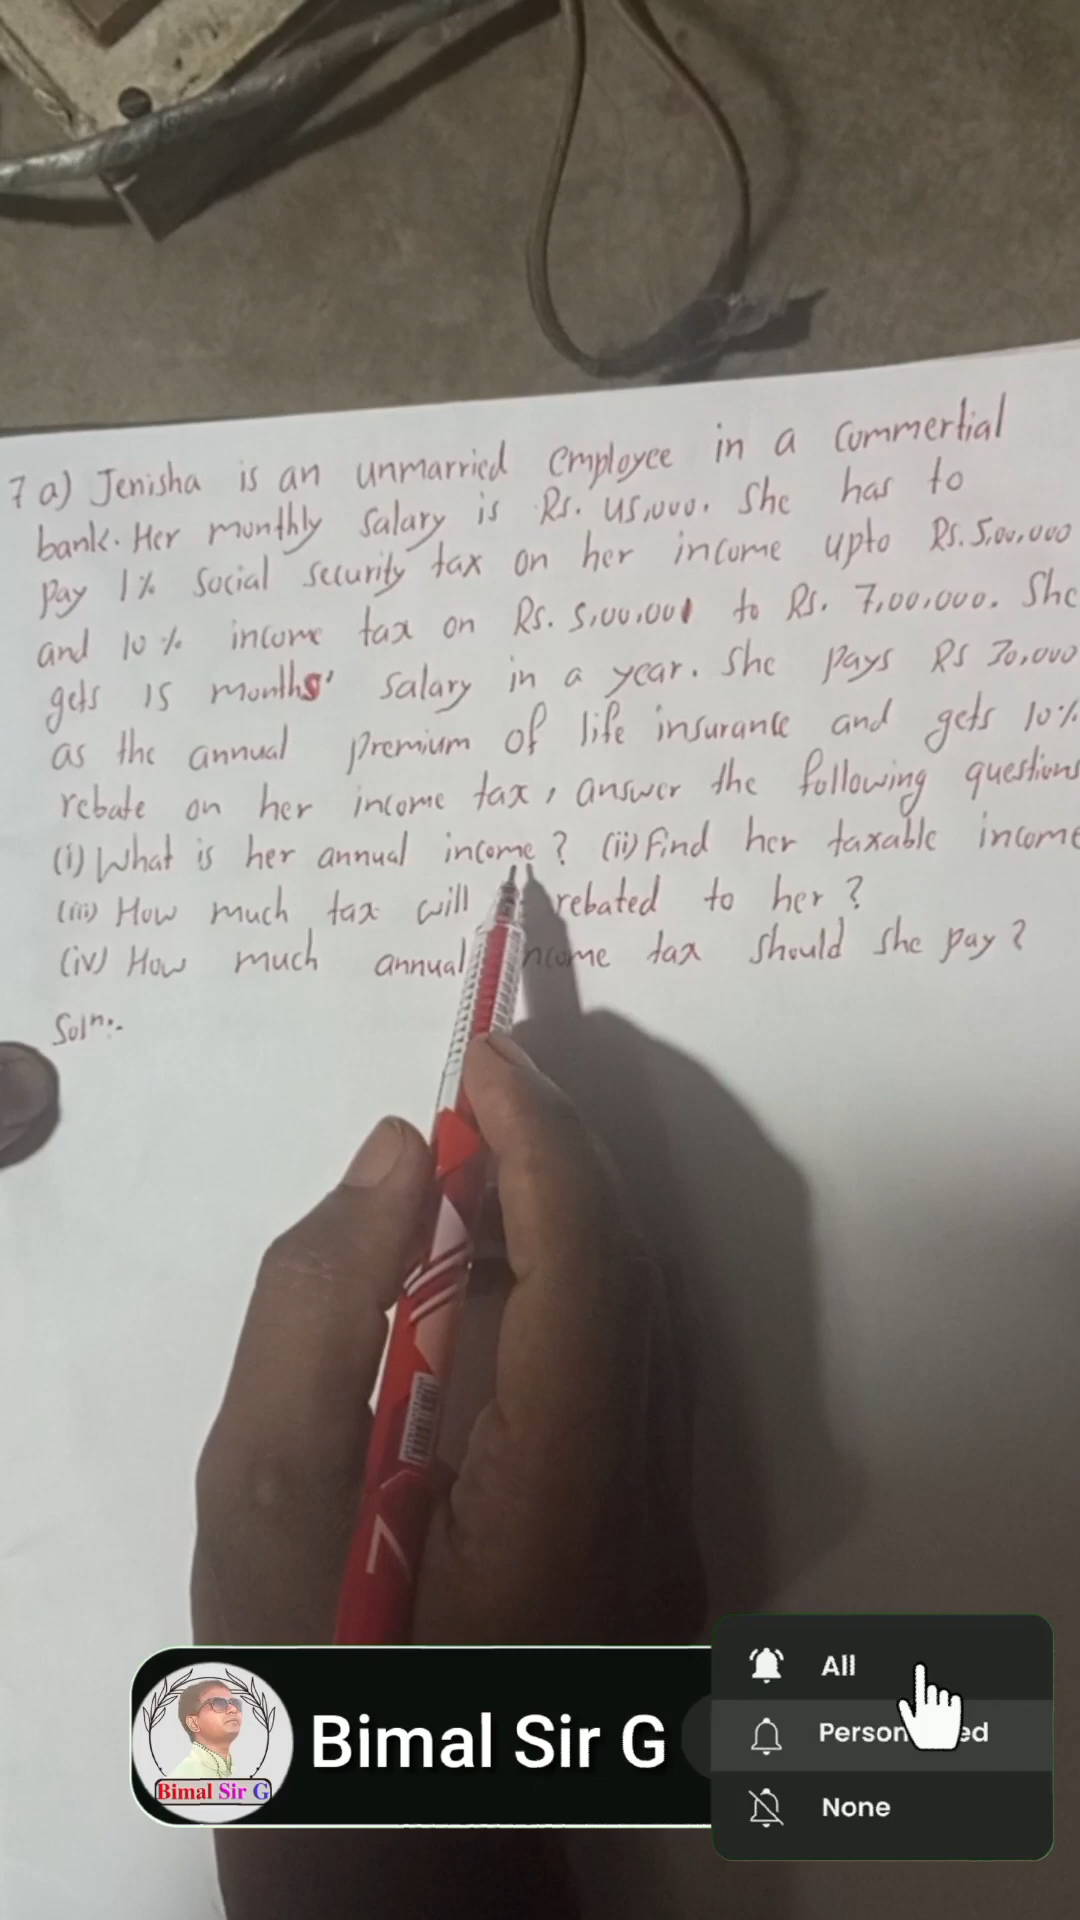 7 a) Jenisha is an unmarried employee in a commertial
bank. Her monthly salary is Rs. 45,000. She has to
pay 1% social security tax on her income upto Rs. 5,00,000
and 10% income tax on Rs. 5,00,001 to Rs. 7,00,000. She
gets 15 months' salary in a year. She pays Rs 30,000
as the annual premium of life insurance and gets 10%
rebate on her income tax, answer the following questions
(i) What is her annual income? (ii) Find her taxable income
(iii) How much tax will rebated to her?
(iv) How much annual income tax should she pay?
Solⁿ:-
Bimal Sir G
Bimal Sir G
All
None